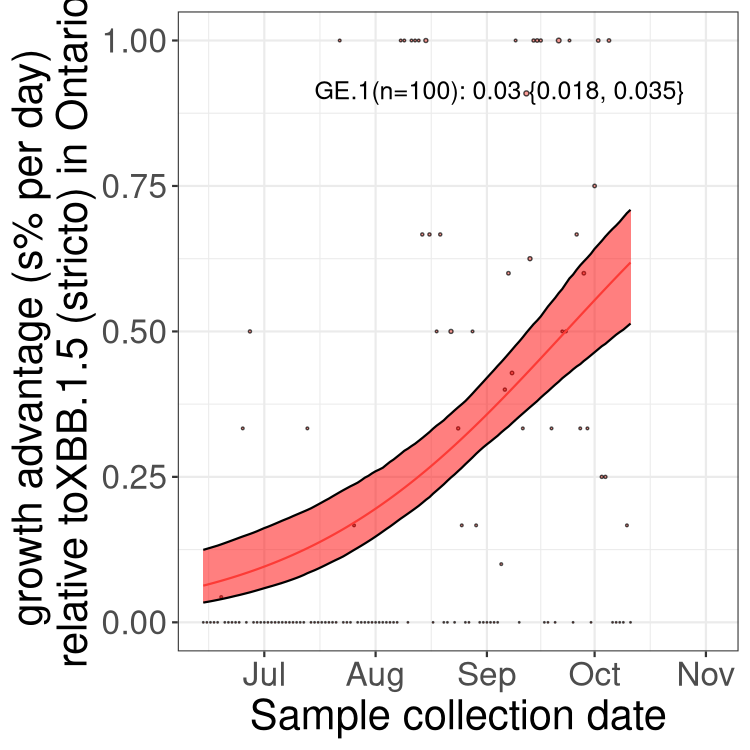 growth advantage (s% per day)
relative toXBB.1.5 (stricto) in Ontario
1.00
0.75
0.50
0.25
0.00
GE.1(n=100): 0.03 {0.018, 0.035}
Jul Aug Sep Oct Nov
Sample collection date